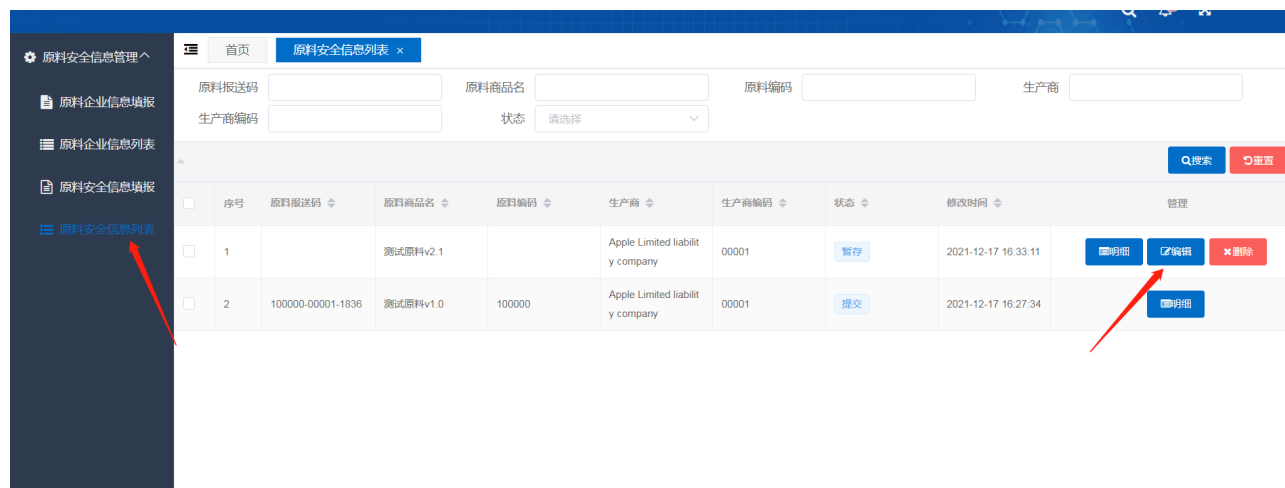 原料安全信息管理
首页 原料安全信息列表 ×
原料企业信息填报
原料企业信息列表
原料安全信息填报
原料安全信息列表
原料报送码 原料商品名 原料编码 生产商
生产商编码 状态 请选择
搜索 重置
序号 原料报送码 原料商品名 原料编码 生产商 生产商编码 状态 修改时间 管理
1 测试原料v2.1 Apple Limited liabilit 00001 暂存 2021-12-17 16:33:11 明细 编辑 删除
y company
2 100000-00001-1836 测试原料v1.0 100000 Apple Limited liabilit 00001 提交 2021-12-17 16:27:34 明细
y company